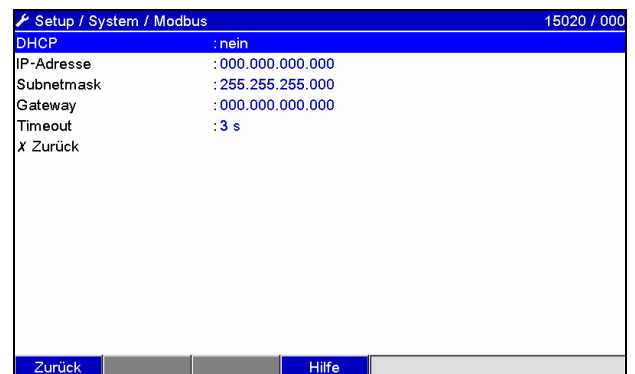 Setup / System / Modbus 15020 / 000
DHCP : nein
IP-Adresse : 000.000.000.000
Subnetmask : 255.255.255.000
Gateway : 000.000.000.000
Timeout : 3 s
X Zurück
Zurück Hilfe